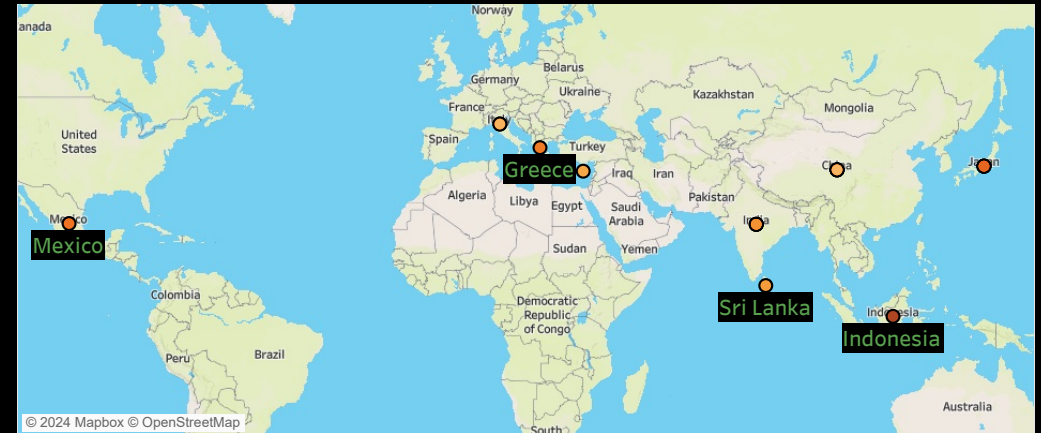 Norway
anada
Belarus
Germany
Ukraine
Kazakhstan
France
Mongolia
United
States
Spain
Turkey
China
Japan
Greece
Iraq
Iran
Algeria
Libya
Egypt
Pakistan
Saudi
Arabia
Mexico
India
Mexico
Sudan
Yemen
Colombia
Democratic
Republic
of Congo
Sri Lanka
Indonesia
Indonesia
Peru
Brazil
Australia
© 2024 Mapbox © OpenStreetMap
South